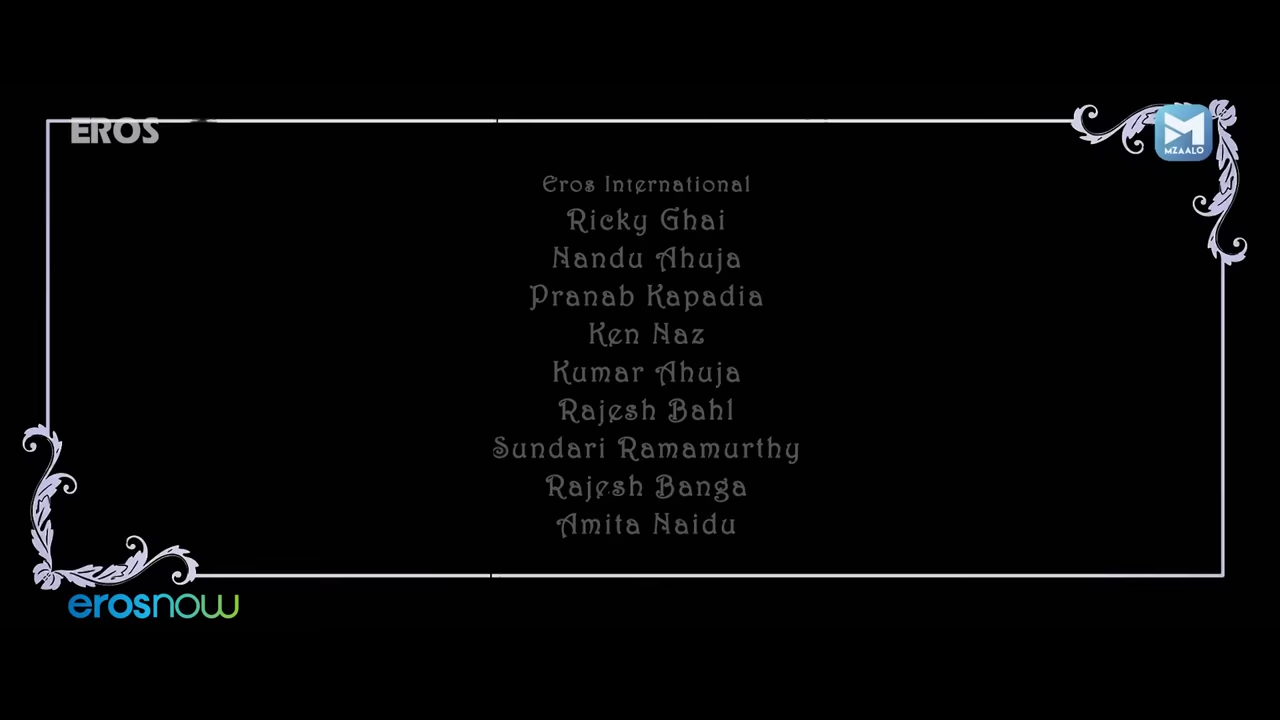 EROS
MZAALO
Eros International
Ricky Ghai
Nandu Ahuja
Pranab Kapadia
Ken Naz
Kumar Ahuja
Rajesh Bahl
Sundari Ramamurthy
Rajesh Banga
Amita Naidu
erosnow